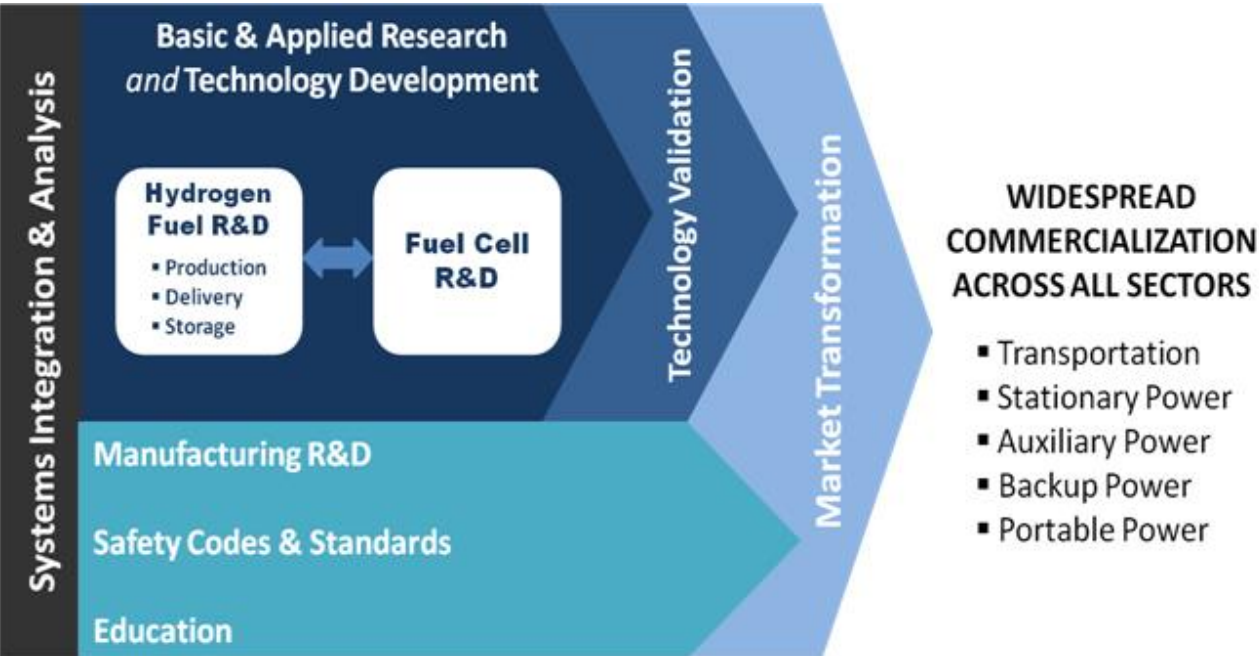 Systems Integration & Analysis
Basic & Applied Research
and Technology Development
Hydrogen
Fuel R&D
▪ Production
▪ Delivery
▪ Storage
Fuel Cell
R&D
Technology Validation
Market Transformation
Manufacturing R&D
Safety Codes & Standards
Education
WIDESPREAD
COMMERCIALIZATION
ACROSS ALL SECTORS
▪ Transportation
▪ Stationary Power
▪ Auxiliary Power
▪ Backup Power
▪ Portable Power